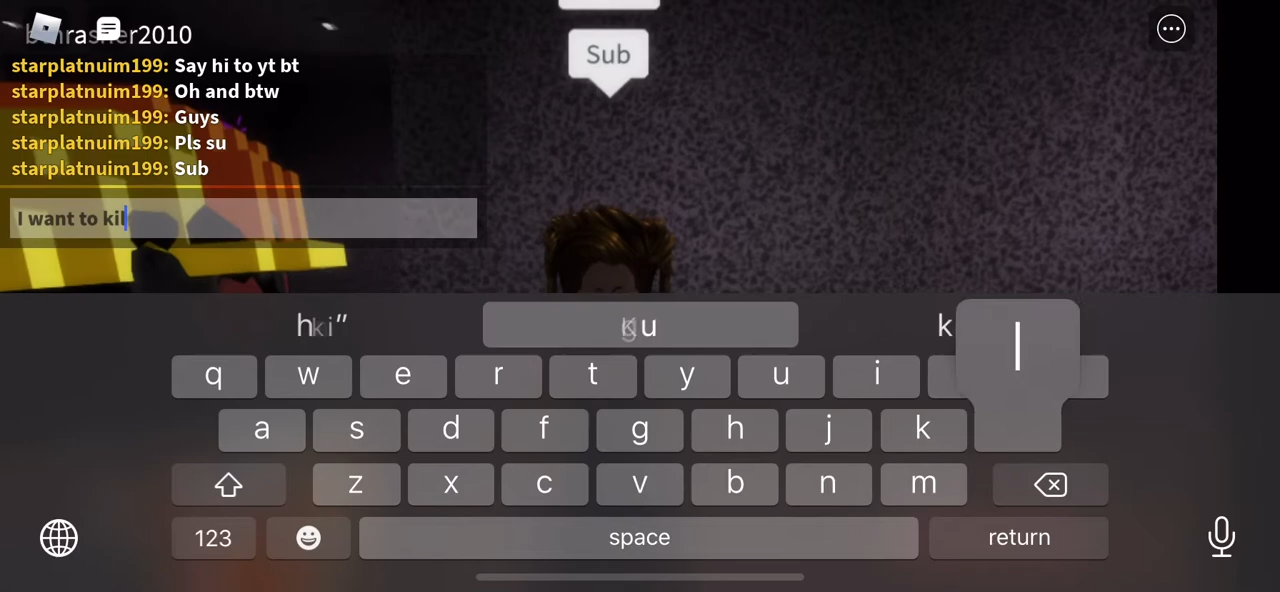 starplatnuim199: Say hi to yt bt
starplatnuim199: Oh and btw
starplatnuim199: Guys
starplatnuim199: Pls su
starplatnuim199: Sub
Sub
I want to kil
q w e r t y u i
l
a s d f g h j k
z x c v b n m
123
space
return